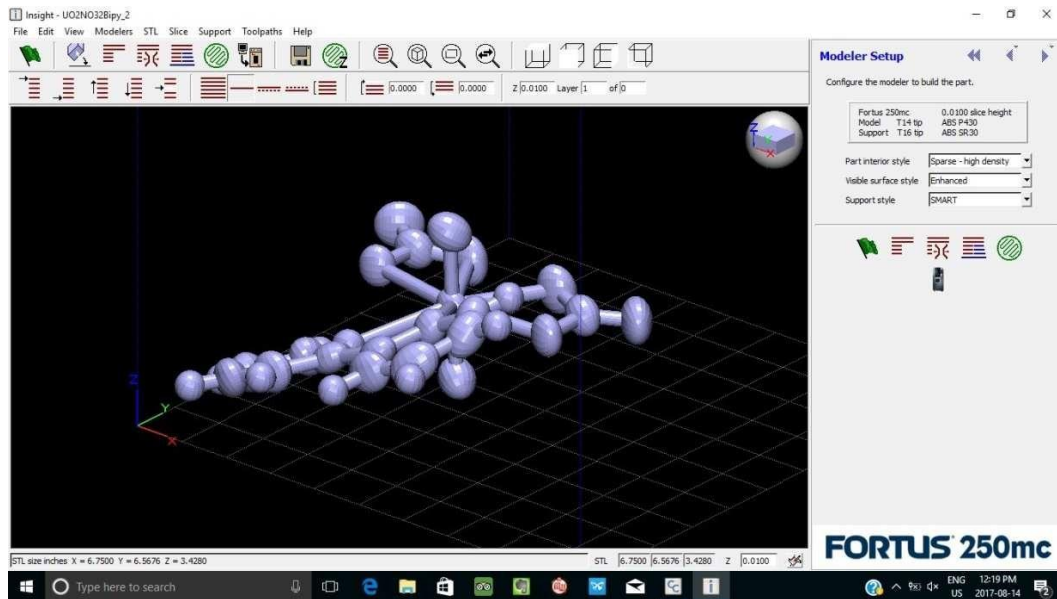 Insight - UO2NO32Bipy_2
File Edit View Modelers STL Slice Support Toolpaths Help
0.0000 0.0000 Z 0.0100 Layer 1 of 0
Modeler Setup
Configure the modeler to build the part.
Fortus 250mc 0.0100 slice height
Model T14 tip ABS P430
Support T16 tip ABS SR30
Part interior style Sparse - high density
Visible surface style Enhanced
Support style SMART
Z
X
Z
Y
X
FORTUS 250mc
STL size inches X = 6.7500 Y = 6.5676 Z = 3.4280 STL 6.7500 6.5676 3.4280 Z 0.0100
Type here to search
ENG 12:19 PM
US 2017-08-14